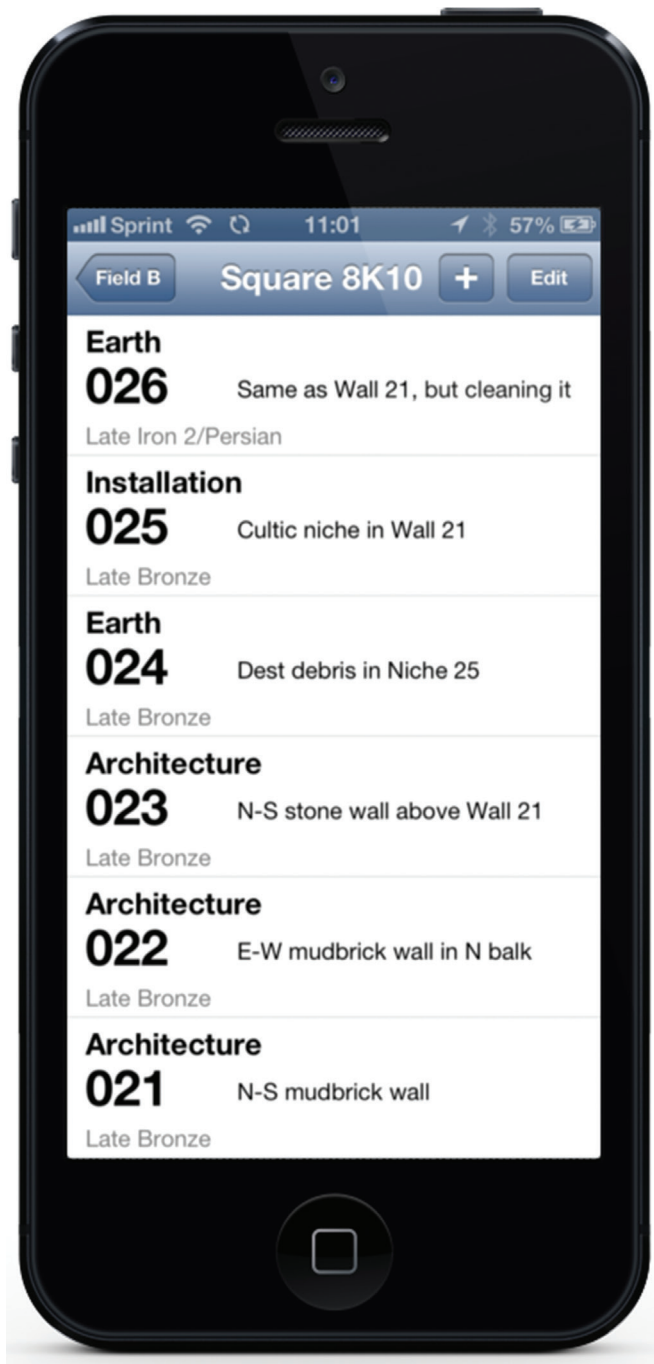 Sprint 11:01 57%
Field B Square 8K10 + Edit
Earth
026 Same as Wall 21, but cleaning it
Late Iron 2/Persian
Installation
025 Cultic niche in Wall 21
Late Bronze
Earth
024 Dest debris in Niche 25
Late Bronze
Architecture
023 N-S stone wall above Wall 21
Late Bronze
Architecture
022 E-W mudbrick wall in N balk
Late Bronze
Architecture
021 N-S mudbrick wall
Late Bronze